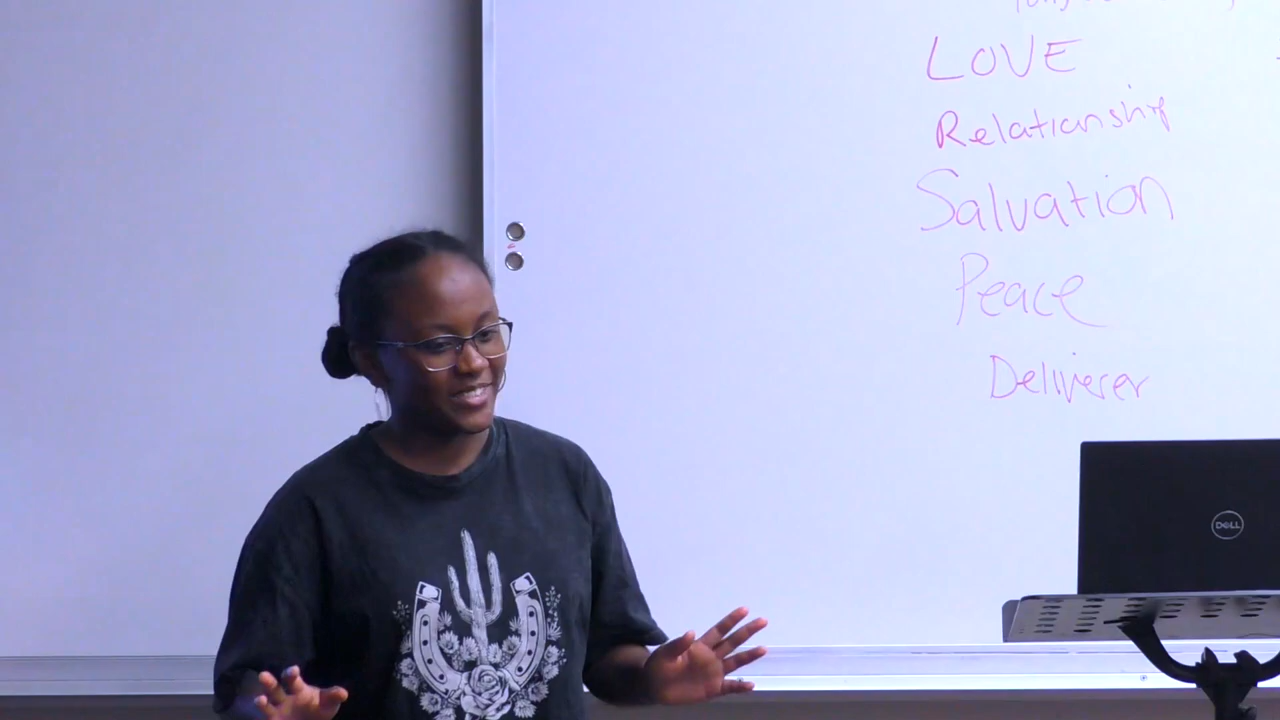 LOVE
Relationship
Salvation
Peace
Deliverer
DELL